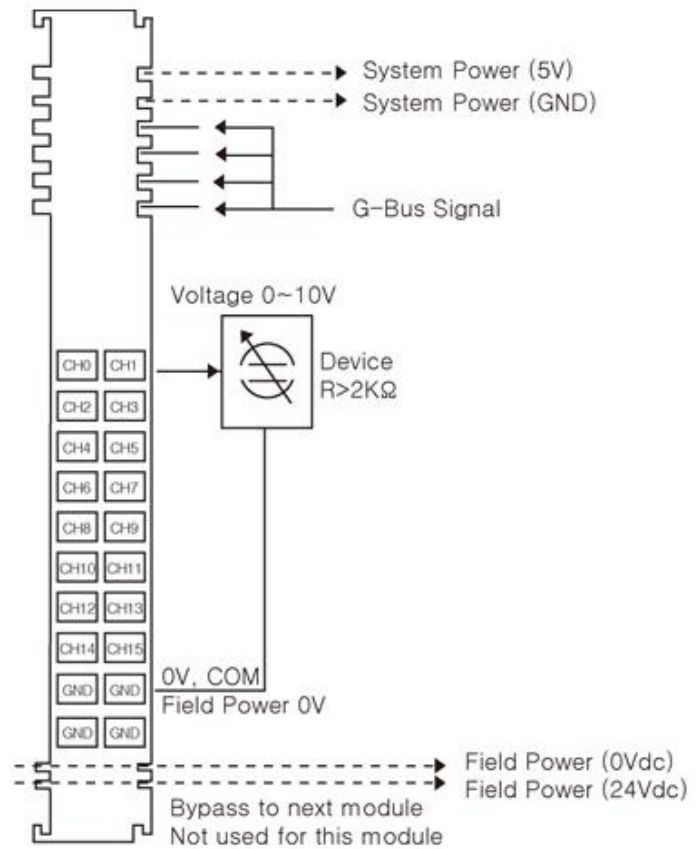 System Power (5V)
System Power (GND)
G-Bus Signal
Voltage 0~10V
Device
R>2KΩ
CH0 CH1
CH2 CH3
CH4 CH5
CH6 CH7
CH8 CH9
CH10 CH11
CH12 CH13
CH14 CH15
GND GND
0V, COM
Field Power 0V
GND GND
Field Power (0Vdc)
Field Power (24Vdc)
Bypass to next module
Not used for this module